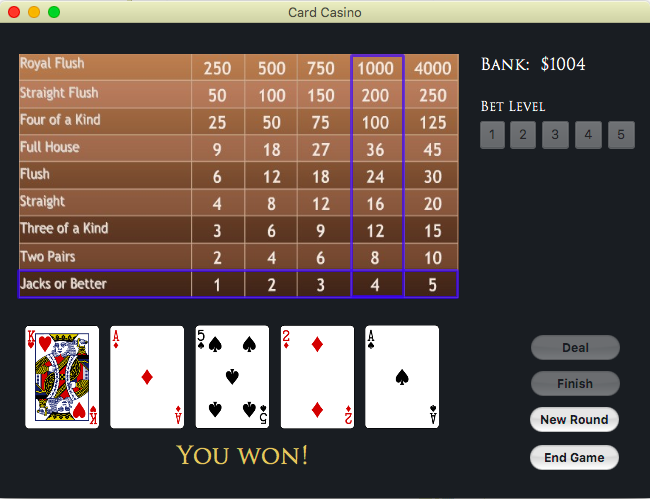 Card Casino
Royal Flush 250 500 750 1000 4000
Straight Flush 50 100 150 200 250
Four of a Kind 25 50 75 100 125
Full House 9 18 27 36 45
Flush 6 12 18 24 30
Straight 4 8 12 16 20
Three of a Kind 3 6 9 12 15
Two Pairs 2 4 6 8 10
Jacks or Better 1 2 3 4 5
Bank: $1004
Bet Level
1 2 3 4 5
K A 5 2 A
K A 5 2 A
Deal
Finish
New Round
End Game
You won!